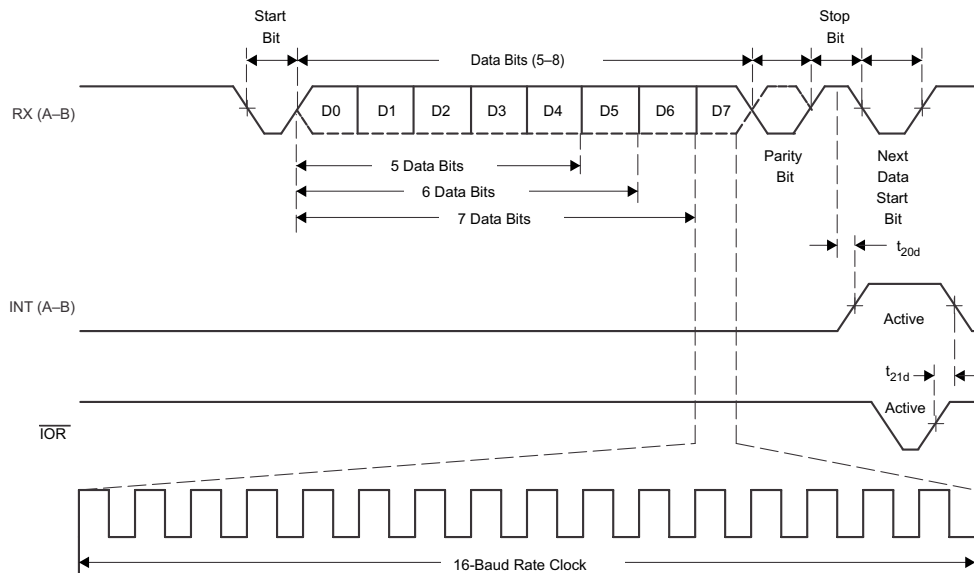 Start
Bit
Data Bits (5–8)
Stop
Bit
RX (A–B)
D0 D1 D2 D3 D4 D5 D6 D7
5 Data Bits
6 Data Bits
7 Data Bits
Parity
Bit
Next
Data
Start
Bit
t20d
INT (A–B)
Active
t21d
Active
IOR
16-Baud Rate Clock